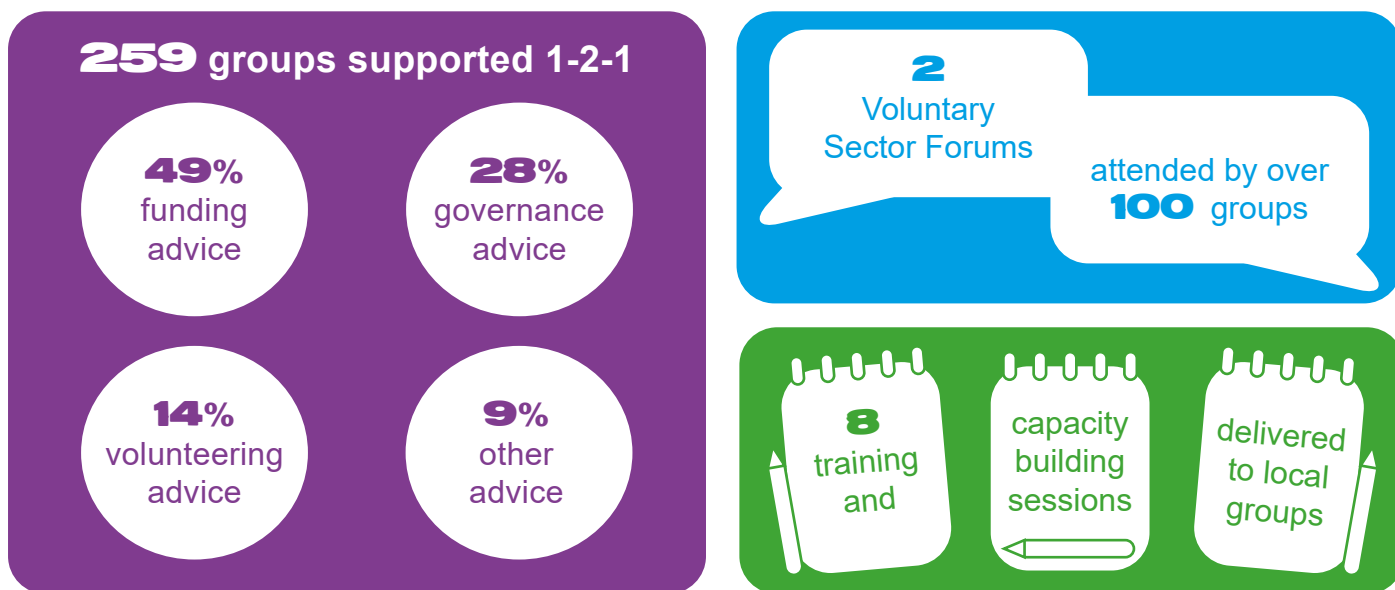 259 groups supported 1-2-1
49%
funding
advice
28%
governance
advice
14%
volunteering
advice
9%
other
advice
2
Voluntary
Sector Forums
attended by over
100 groups
8
training
and
capacity
building
sessions
delivered
to local
groups